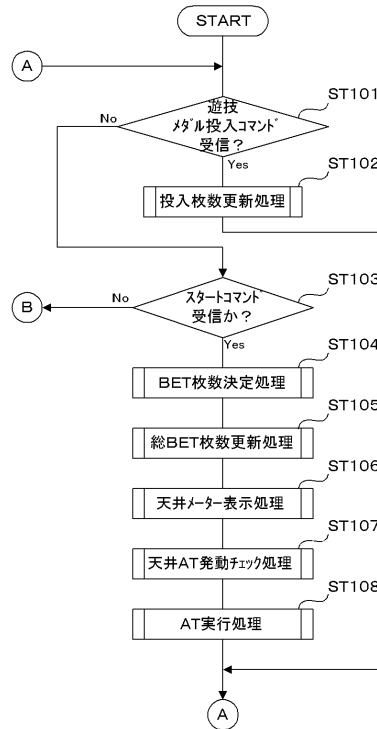 START
A
ST101
遊技
メダル投入コマンド
受信？
No
Yes
ST102
投入枚数更新処理
ST103
スタートコマンド
受信か？
No
B
Yes
ST104
BET枚数決定処理
ST105
総BET枚数更新処理
ST106
天井メーター表示処理
ST107
天井AT発動チェック処理
ST108
AT実行処理
A